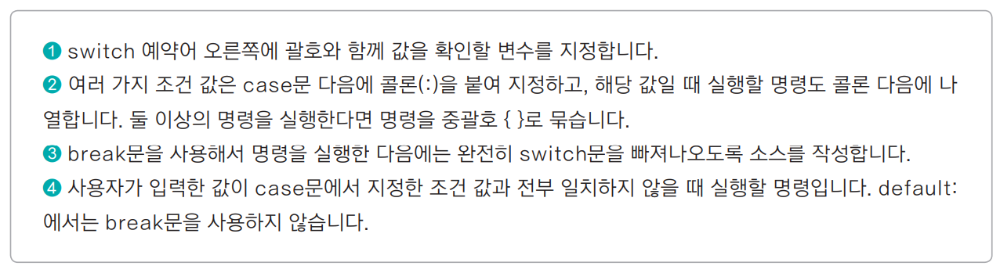 ❶ switch 예약어 오른쪽에 괄호와 함께 값을 확인할 변수를 지정합니다.
❷ 여러 가지 조건 값은 case문 다음에 콜론(:)을 붙여 지정하고, 해당 값일 때 실행할 명령도 콜론 다음에 나
열합니다. 둘 이상의 명령을 실행한다면 명령을 중괄호 { }로 묶습니다.
❸ break문을 사용해서 명령을 실행한 다음에는 완전히 switch문을 빠져나오도록 소스를 작성합니다.
❹ 사용자가 입력한 값이 case문에서 지정한 조건 값과 전부 일치하지 않을 때 실행할 명령입니다. default:
에서는 break문을 사용하지 않습니다.